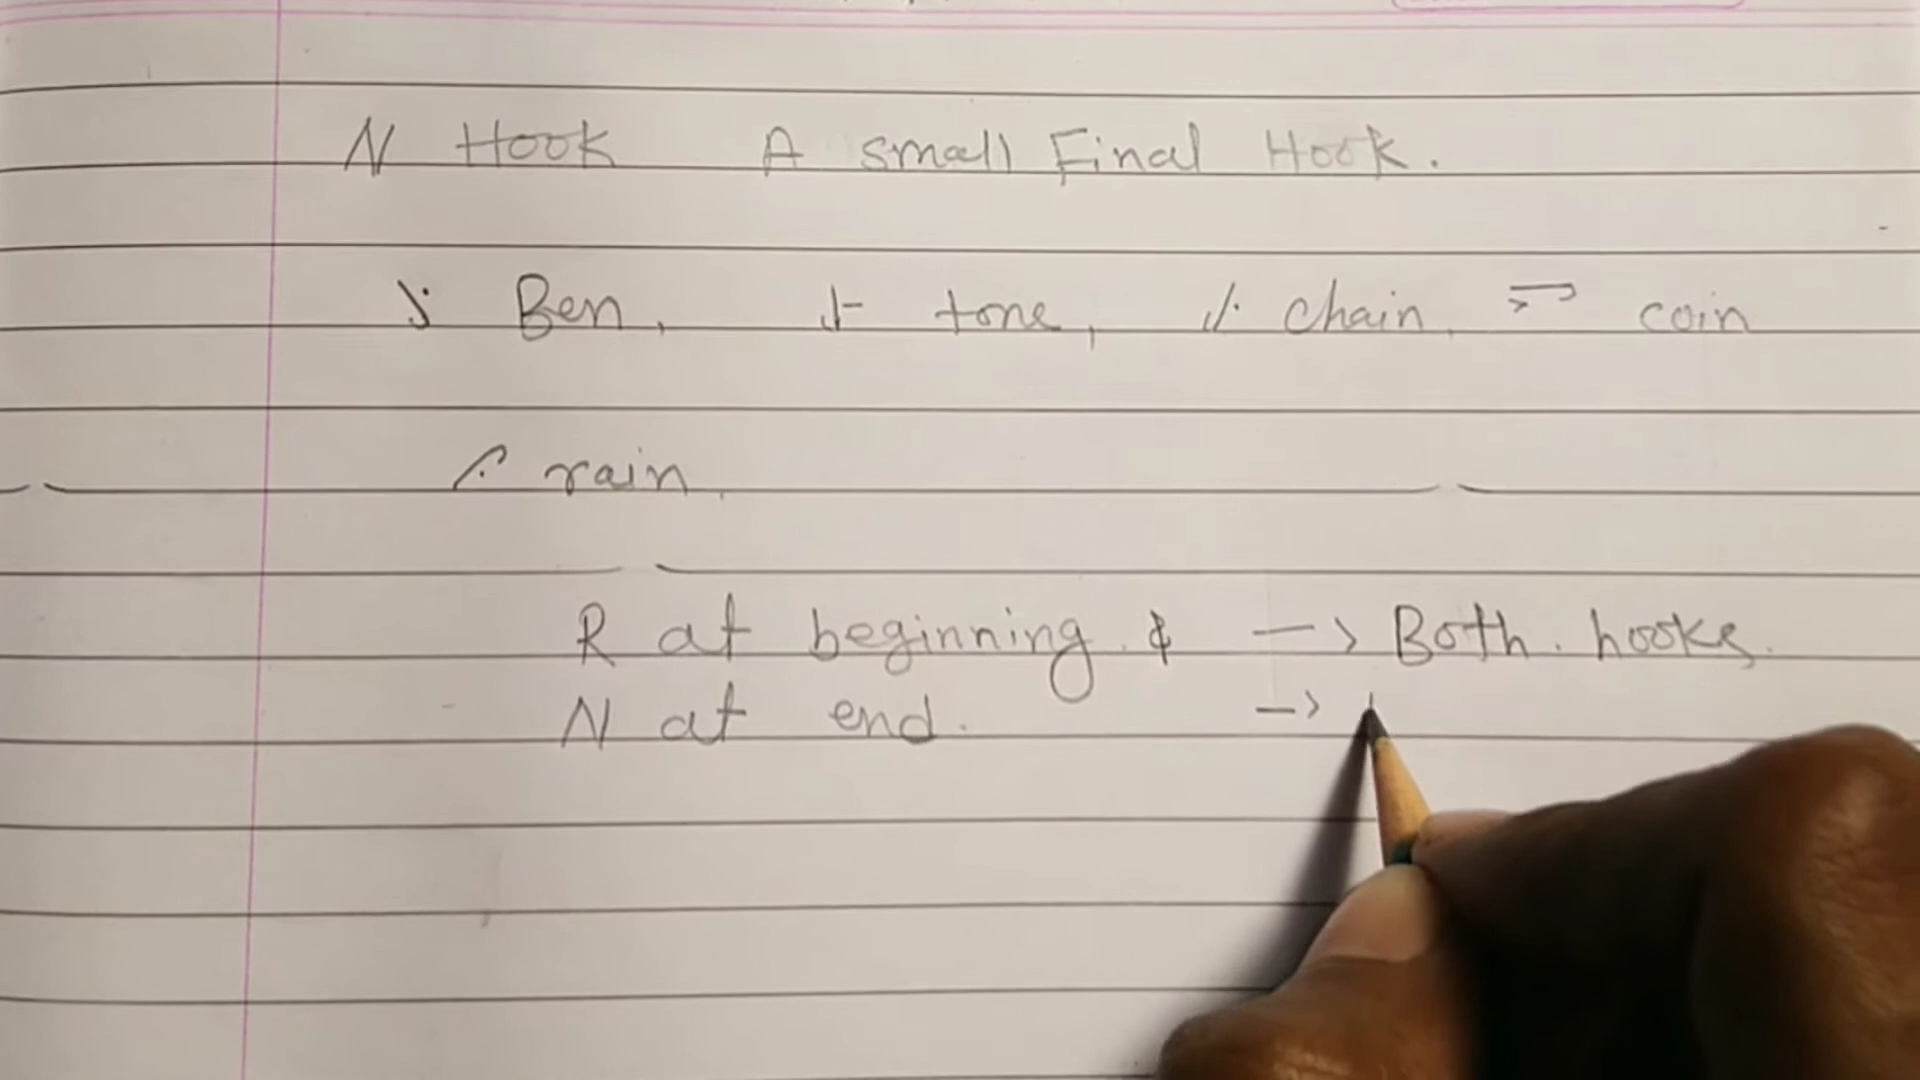 N Hook A small Final Hook.
Ben, tone, chain, coin
rain.
R at beginning & → Both hooks.
N at end. →